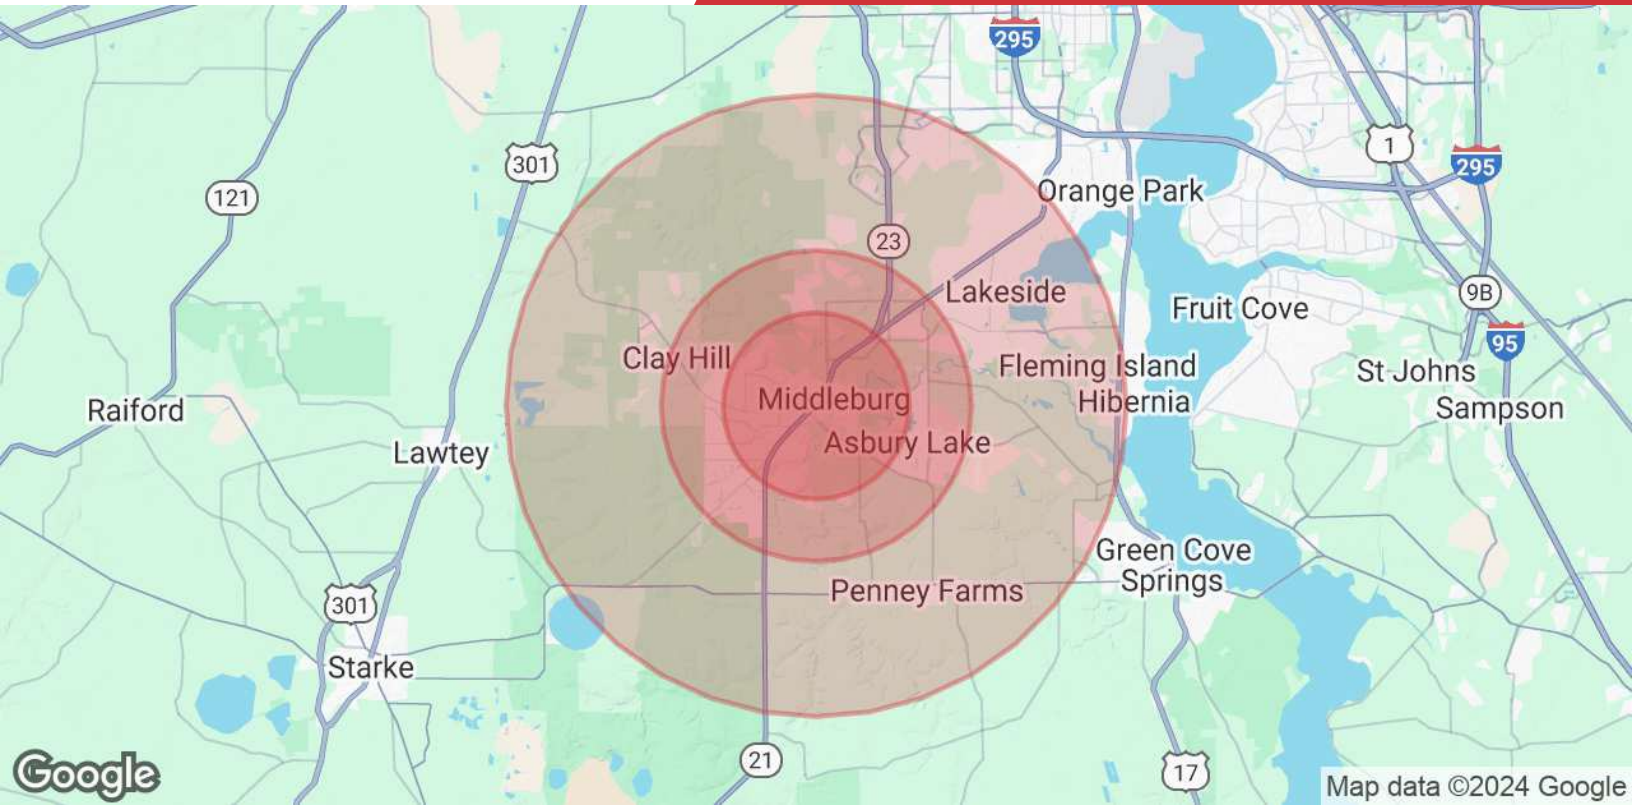 295
301
1
295
121
Orange Park
23
Lakeside
9B
Fruit Cove
95
Clay Hill
Fleming Island
St Johns
Hibernia
Middleburg
Raiford
Sampson
Asbury Lake
Lawtey
Green Cove
Springs
Penney Farms
301
Starke
21
17
Google
Map data ©2024 Google